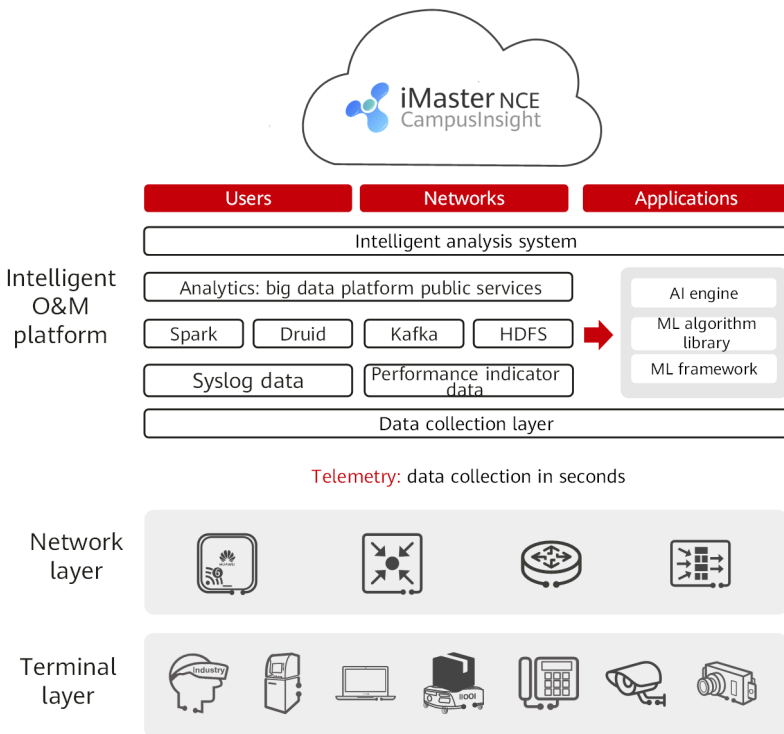 iMaster NCE
CampusInsight
Users
Networks
Applications
Intelligent analysis system
Intelligent
O&M
platform
Analytics: big data platform public services
Spark
Druid
Kafka
HDFS
Syslog data
Performance indicator
data
AI engine
ML algorithm
library
ML framework
Data collection layer
Telemetry: data collection in seconds
Network
layer
HUAWEI
6
Terminal
layer
Industry